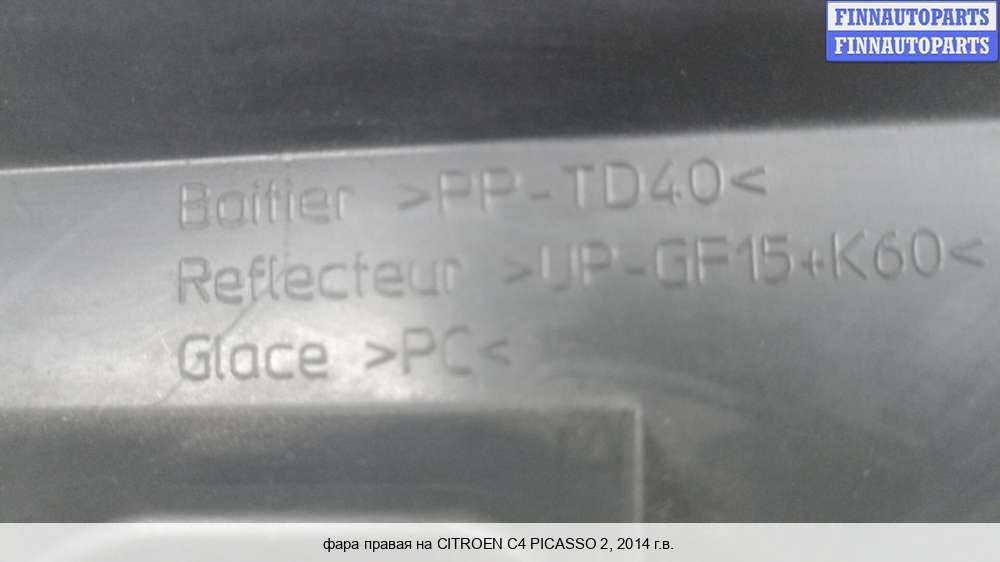 FINNAUTOPARTS
FINNAUTOPARTS
Boitier >PP-TD40<
Reflecteur >UP-GF15+K60<
Glace >PC<
фара правая на CITROEN C4 PICASSO 2, 2014 г.в.